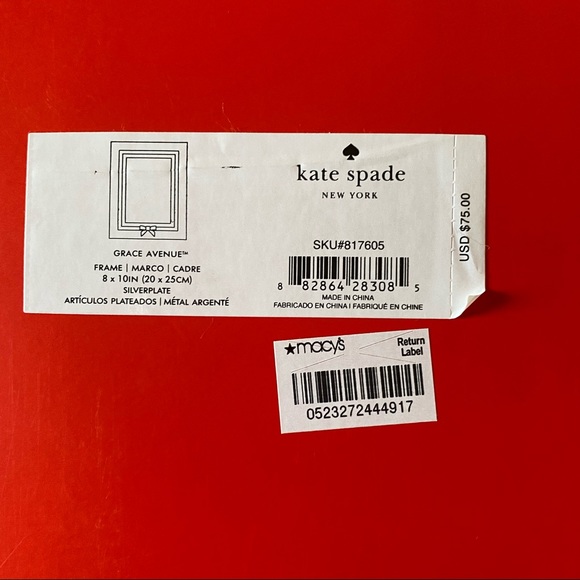 GRACE AVENUE™
FRAME | MARCO | CADRE
8 x 10IN (20 x 25CM)
SILVERPLATE
ARTÍCULOS PLATEADOS | MÉTAL ARGENTÉ
kate spade
NEW YORK
SKU#817605
8 82864 28308 5
MADE IN CHINA
FABRICADO EN CHINA | FABRIQUÉ EN CHINE
USD $75.00
★macy's
Return
Label
0523272444917